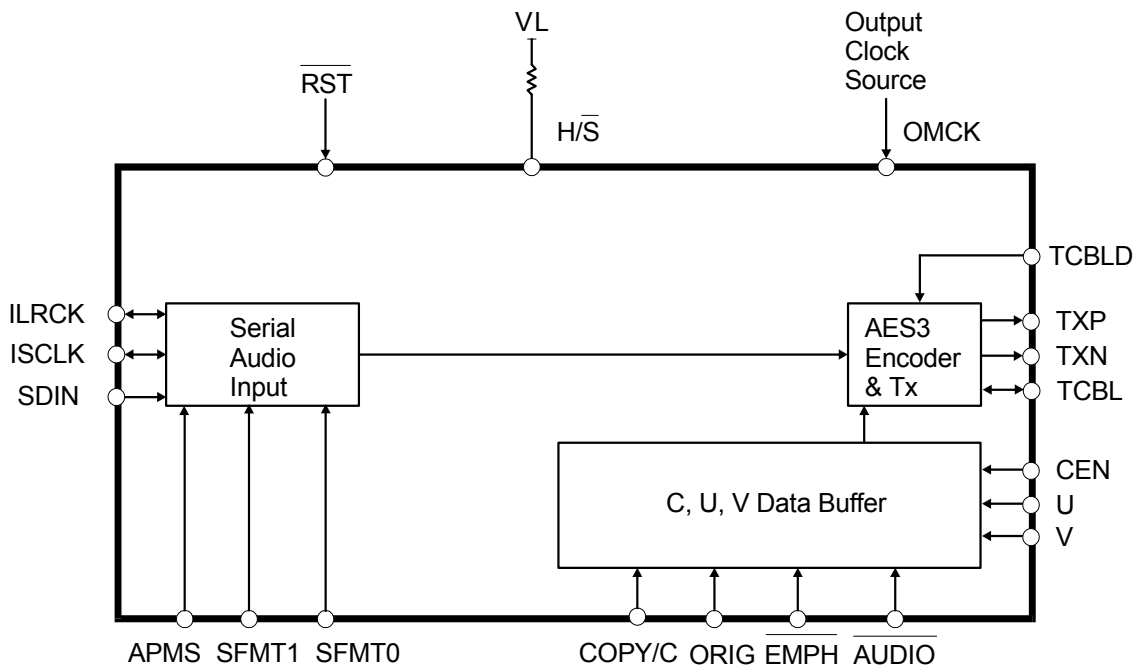 VL
Output
Clock
Source
RST
H/S
OMCK
TCBLD
ILRCK
ISCLK
SDIN
Serial
Audio
Input
AES3
Encoder
& Tx
TXP
TXN
TCBL
C, U, V Data Buffer
CEN
U
V
APMS SFMT1 SFMT0 COPY/C ORIG EMPH AUDIO